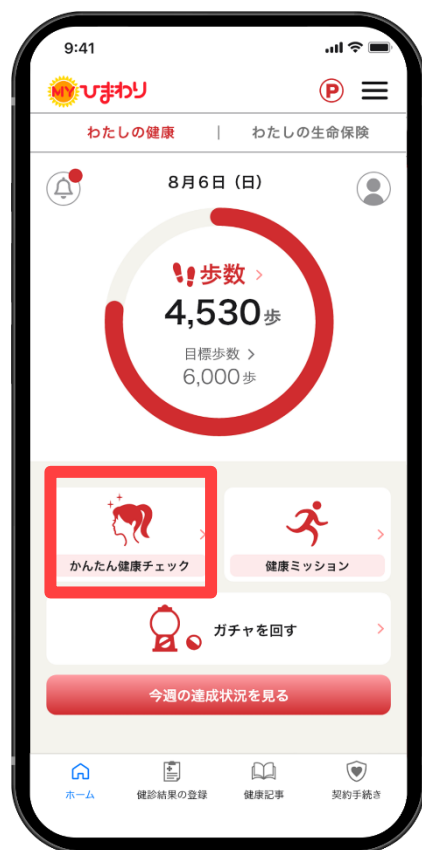 9:41
MYひまわり
P
わたしの健康 | わたしの生命保険
8月6日（日）
歩数
4,530歩
目標歩数
6,000歩
かんたん健康チェック
健康ミッション
ガチャを回す
今週の達成状況を見る
ホーム
健診結果の登録
健康記事
契約手続き